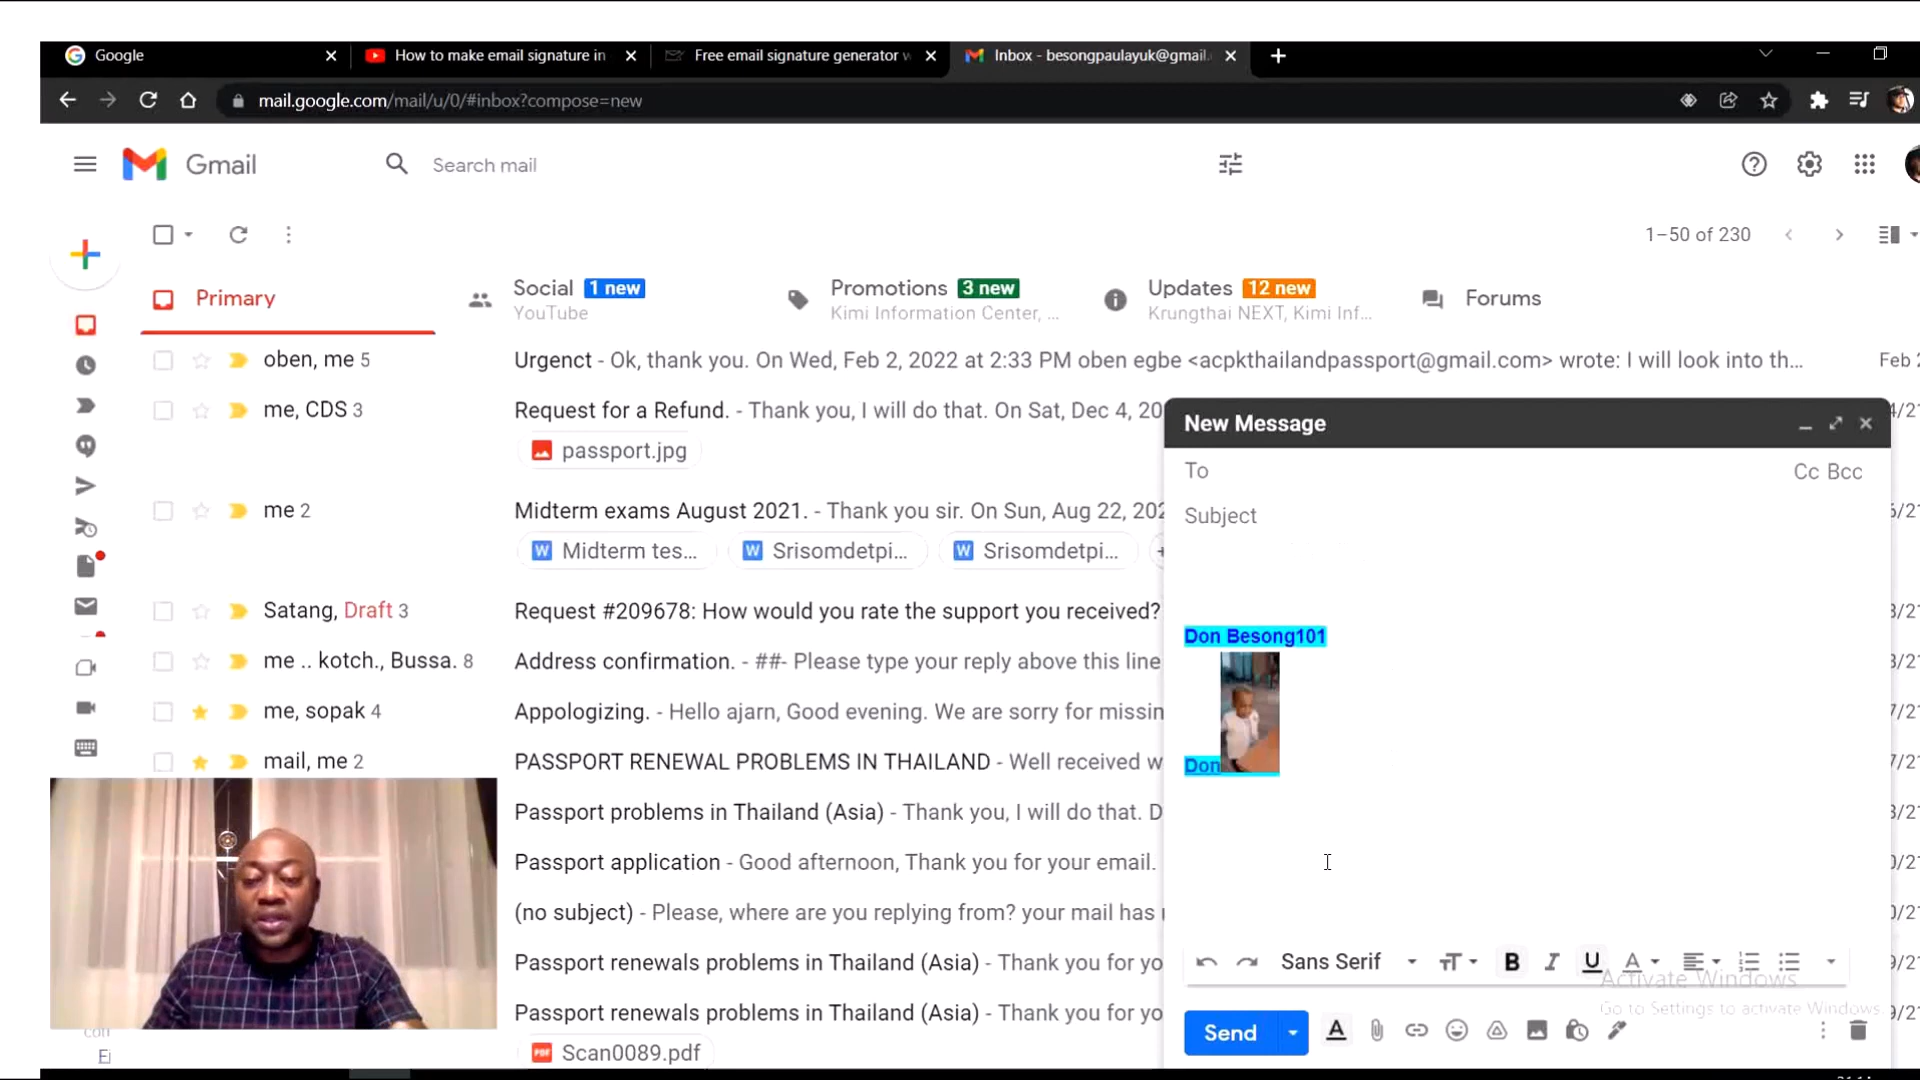 Google
How to make email signature in
Free email signature generator w
Inbox - besongpaulayuk@gmail.
mail.google.com/mail/u/0/#inbox?compose=new
Gmail
Search mail
1–50 of 230
Primary
Social 1 new
YouTube
Promotions 3 new
Kimi Information Center, ...
Updates 12 new
Krungthai NEXT, Kimi Inf...
Forums
oben, me 5
Urgenct - Ok, thank you. On Wed, Feb 2, 2022 at 2:33 PM oben egbe <acpkthailandpassport@gmail.com> wrote: I will look into th...
Feb
me, CDS 3
Request for a Refund. - Thank you, I will do that. On Sat, Dec 4, 20
passport.jpg
me 2
Midterm exams August 2021. - Thank you sir. On Sun, Aug 22, 202
Midterm tes...
Srisomdetpi...
Srisomdetpi...
Satang, Draft 3
Request #209678: How would you rate the support you received?
me .. kotch., Bussa. 8
Address confirmation. - ##- Please type your reply above this line
me, sopak 4
Appologizing. - Hello ajarn, Good evening. We are sorry for missin
mail, me 2
PASSPORT RENEWAL PROBLEMS IN THAILAND - Well received w
Passport problems in Thailand (Asia) - Thank you, I will do that. D
Passport application - Good afternoon, Thank you for your email.
(no subject) - Please, where are you replying from? your mail has
Passport renewals problems in Thailand (Asia) - Thank you for yo
Passport renewals problems in Thailand (Asia) - Thank you for yo
PDF Scan0089.pdf
New Message
To
Cc Bcc
Subject
Don Besong101
Don
Sans Serif
Send
Activate Windows
Go to Settings to activate Windows.